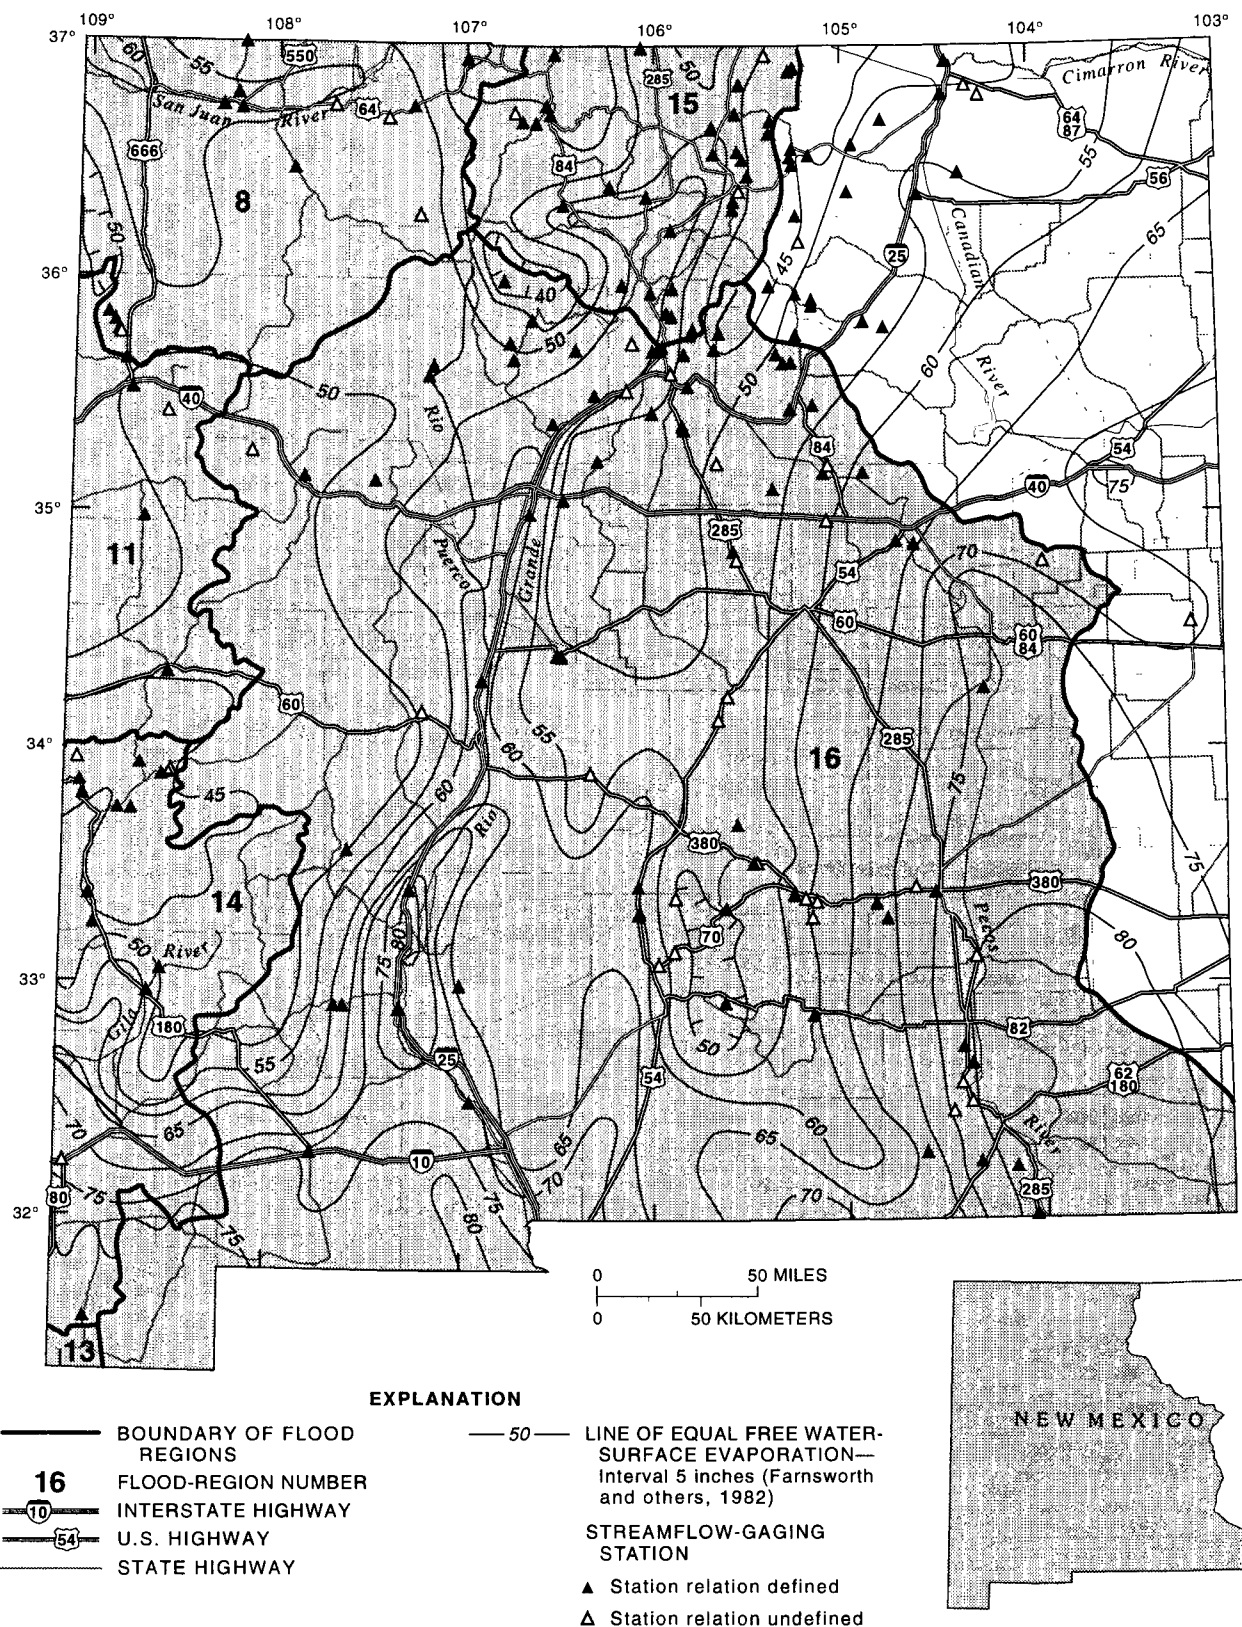 109°
108°
107°
106°
105°
104°
103°
37°
60
55
550
285
50
15
Cimarron River
San Juan River
64
64
87
666
84
55
56
8
50
Canadian
65
45
25
36°
40
50
60
50
50
River
40
Rio
84
54
75
40
35°
285
11
Puerco
Grande
70
54
60
60
84
60
34°
55
60
16
285
75
45
60
Rio
380
75
14
380
80
70
Pecos
80
50
River
75
33°
Gila
180
50
82
55
25
54
62
180
70
65
65
65
60
River
10
80
75
70
285
32°
75
75
80
70
13
0 50 MILES
0 50 KILOMETERS
EXPLANATION
BOUNDARY OF FLOOD
REGIONS
16 FLOOD-REGION NUMBER
10 INTERSTATE HIGHWAY
54 U.S. HIGHWAY
STATE HIGHWAY
50 LINE OF EQUAL FREE WATER-
SURFACE EVAPORATION—
Interval 5 inches (Farnsworth
and others, 1982)
STREAMFLOW-GAGING
STATION
Station relation defined
Station relation undefined
NEW MEXICO